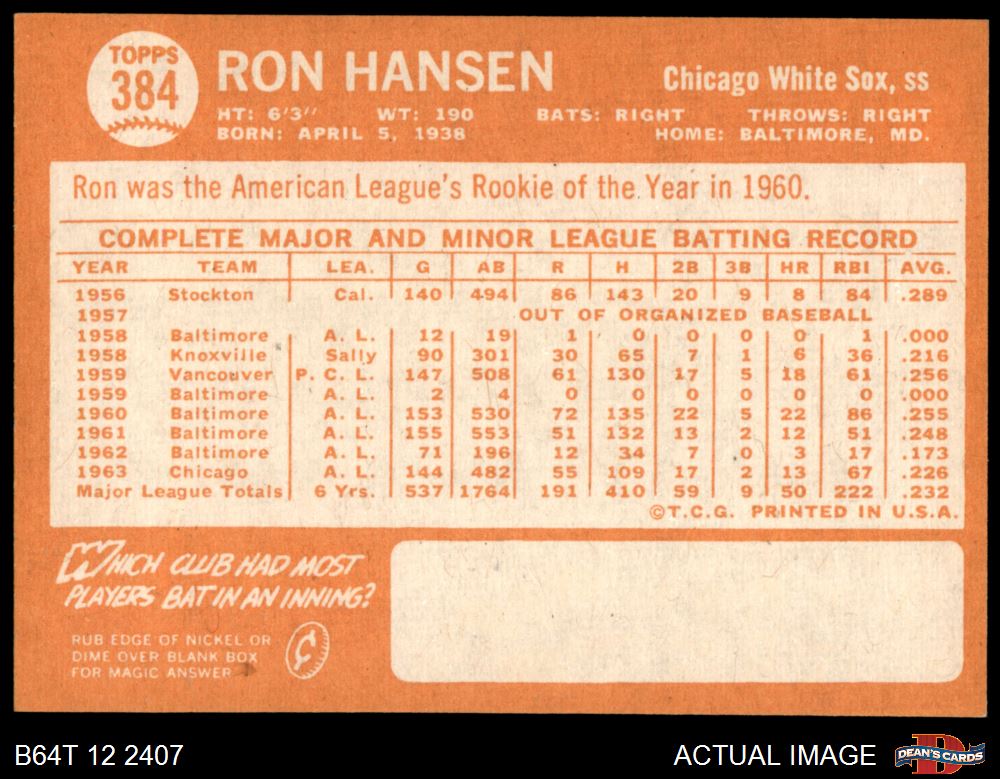 TOPPS
384
RON HANSEN
Chicago White Sox, ss
HT: 6'3″ WT: 190 BATS: RIGHT THROWS: RIGHT
BORN: APRIL 5, 1938 HOME: BALTIMORE, MD.
Ron was the American League's Rookie of the Year in 1960.
COMPLETE MAJOR AND MINOR LEAGUE BATTING RECORD
YEAR TEAM LEA. G AB R H 2B 3B HR RBI AVG.
1956 Stockton Cal. 140 494 86 143 20 9 8 84 .289
1957 OUT OF ORGANIZED BASEBALL
1958 Baltimore A. L. 12 19 1 0 0 0 0 1 .000
1958 Knoxville Sally 90 301 30 65 7 1 6 36 .216
1959 Vancouver P. C. L. 147 508 61 130 17 5 18 61 .256
1959 Baltimore A. L. 2 4 0 0 0 0 0 0 .000
1960 Baltimore A. L. 153 530 72 135 22 5 22 86 .255
1961 Baltimore A. L. 155 553 51 132 13 2 12 51 .248
1962 Baltimore A. L. 71 196 12 34 7 0 3 17 .173
1963 Chicago A. L. 144 482 55 109 17 2 13 67 .226
Major League Totals 6 Yrs. 537 1764 191 410 59 9 50 222 .232
©T.C.G. PRINTED IN U.S.A.
WHICH CLUB HAD MOST
PLAYERS BAT IN AN INNING?
RUB EDGE OF NICKEL OR
DIME OVER BLANK BOX
FOR MAGIC ANSWER
¢
B64T 12 2407
ACTUAL IMAGE
D
DEAN'S CARDS